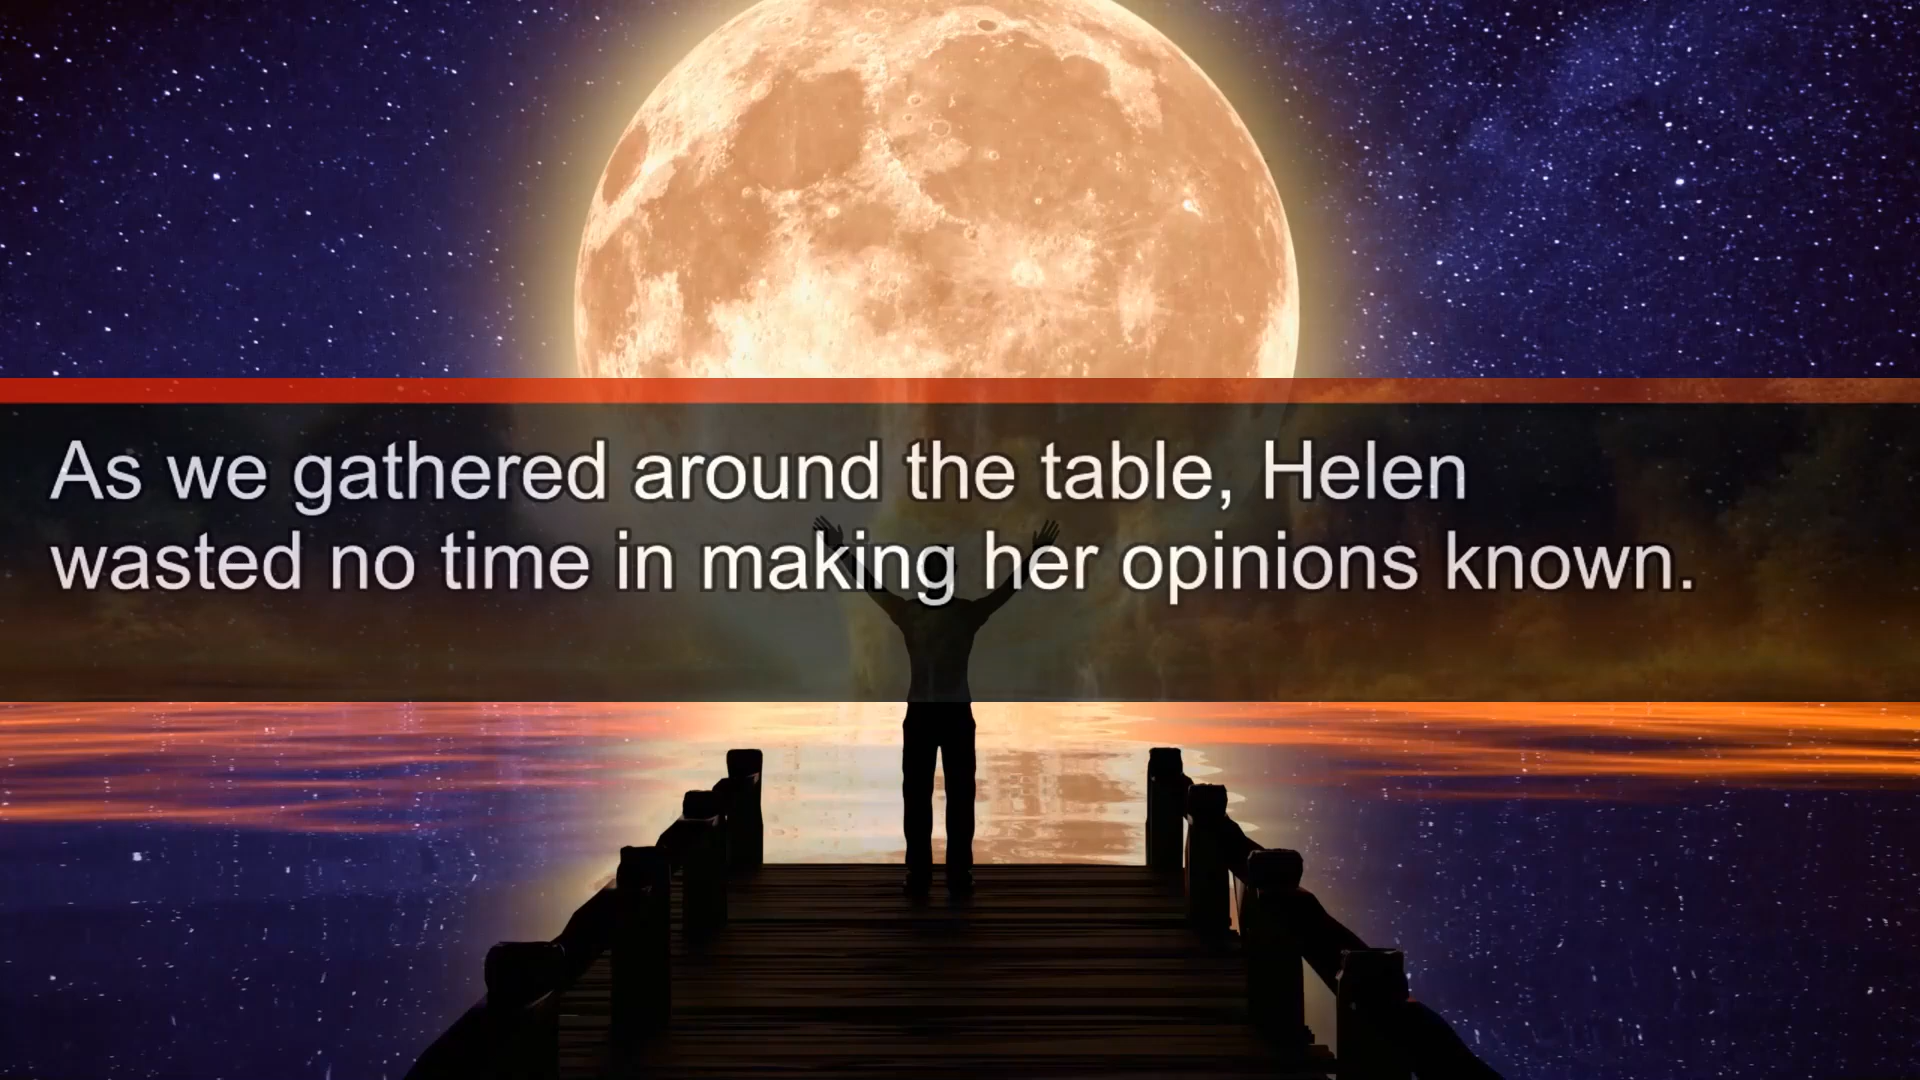 As we gathered around the table, Helen
wasted no time in making her opinions known.